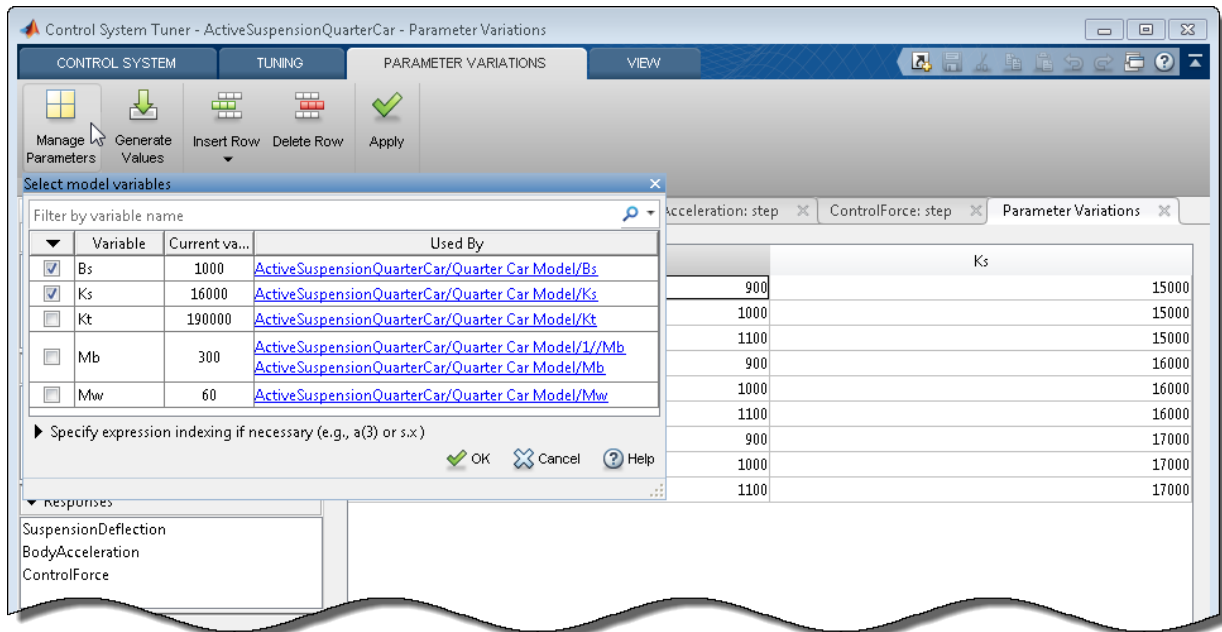 Control System Tuner - ActiveSuspensionQuarterCar - Parameter Variations
CONTROL SYSTEM TUNING PARAMETER VARIATIONS VIEW
Manage Parameters
Generate Values
Insert Row
Delete Row
Apply
Select model variables
Filter by variable name
Variable Current va... Used By
Bs 1000 ActiveSuspensionQuarterCar/Quarter Car Model/Bs
Ks 16000 ActiveSuspensionQuarterCar/Quarter Car Model/Ks
Kt 190000 ActiveSuspensionQuarterCar/Quarter Car Model/Kt
Mb 300 ActiveSuspensionQuarterCar/Quarter Car Model/1//Mb
ActiveSuspensionQuarterCar/Quarter Car Model/Mb
Mw 60 ActiveSuspensionQuarterCar/Quarter Car Model/Mw
Specify expression indexing if necessary (e.g., a(3) or s.x )
OK Cancel Help
Acceleration: step ControlForce: step Parameter Variations
Ks
900 15000
1000 15000
1100 15000
900 16000
1000 16000
1100 16000
900 17000
1000 17000
1100 17000
Responses
SuspensionDeflection
BodyAcceleration
ControlForce